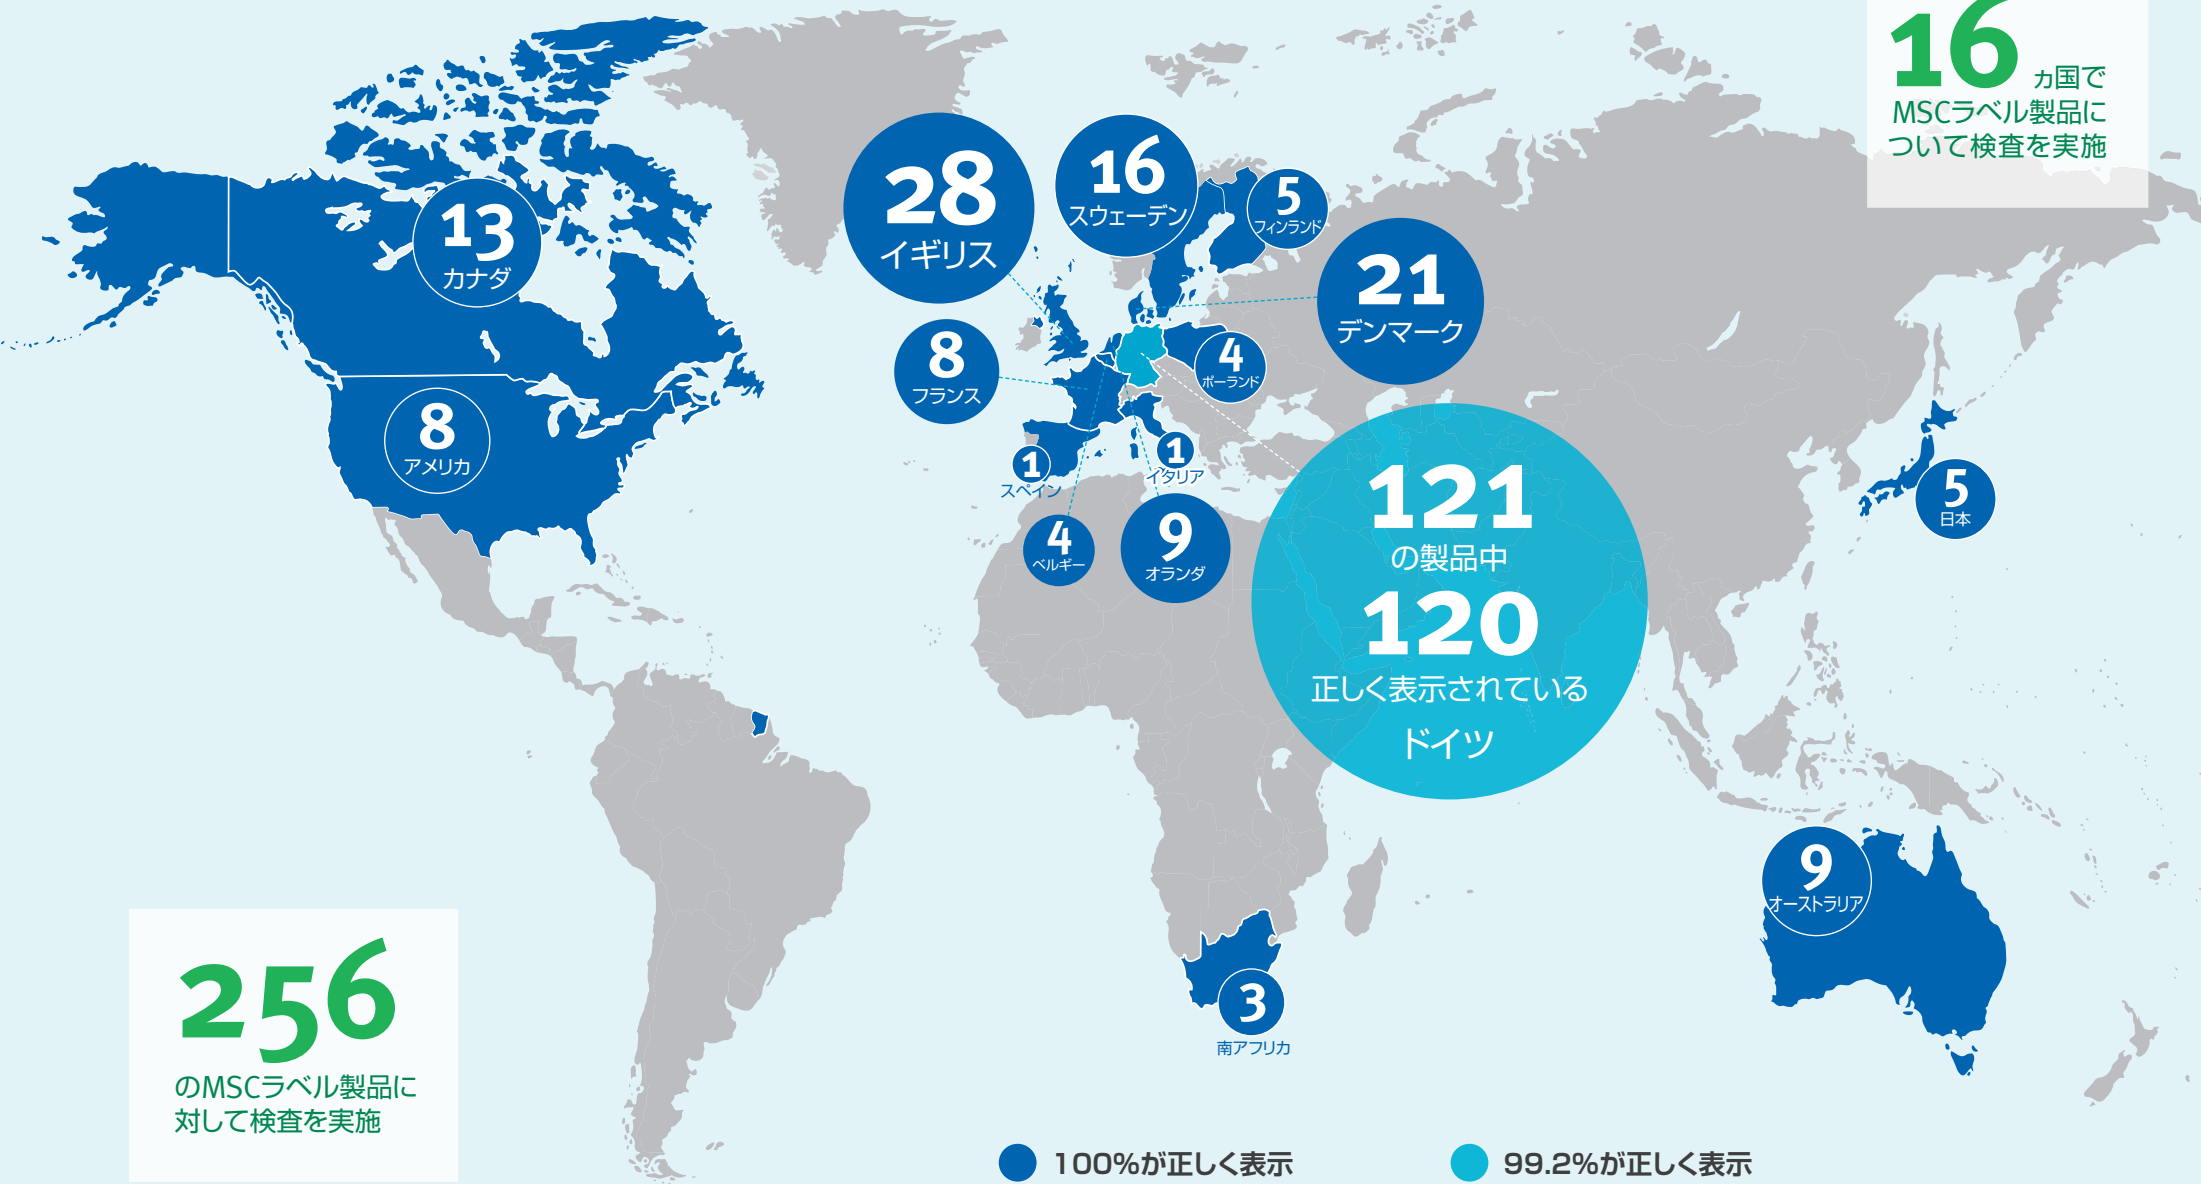 16 ヵ国で
MSCラベル製品に
ついて検査を実施
28
イギリス
16
スウェーデン
5
フィンランド
13
カナダ
21
デンマーク
8
フランス
4
ポーランド
8
アメリカ
1
スペイン
1
イタリア
4
ベルギー
9
オランダ
121
の製品中
120
正しく表示されている
ドイツ
5
日本
9
オーストラリア
3
南アフリカ
256
のMSCラベル製品に
対して検査を実施
100%が正しく表示
99.2%が正しく表示